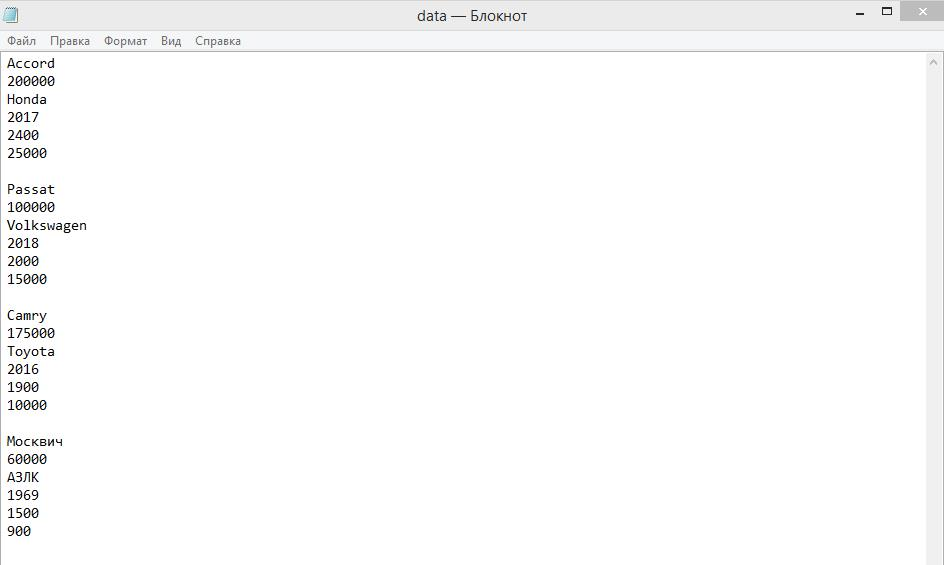 data — Блокнот
Файл Правка Формат Вид Справка
Accord
200000
Honda
2017
2400
25000

Passat
100000
Volkswagen
2018
2000
15000

Camry
175000
Toyota
2016
1900
10000

Москвич
60000
АЗЛК
1969
1500
900